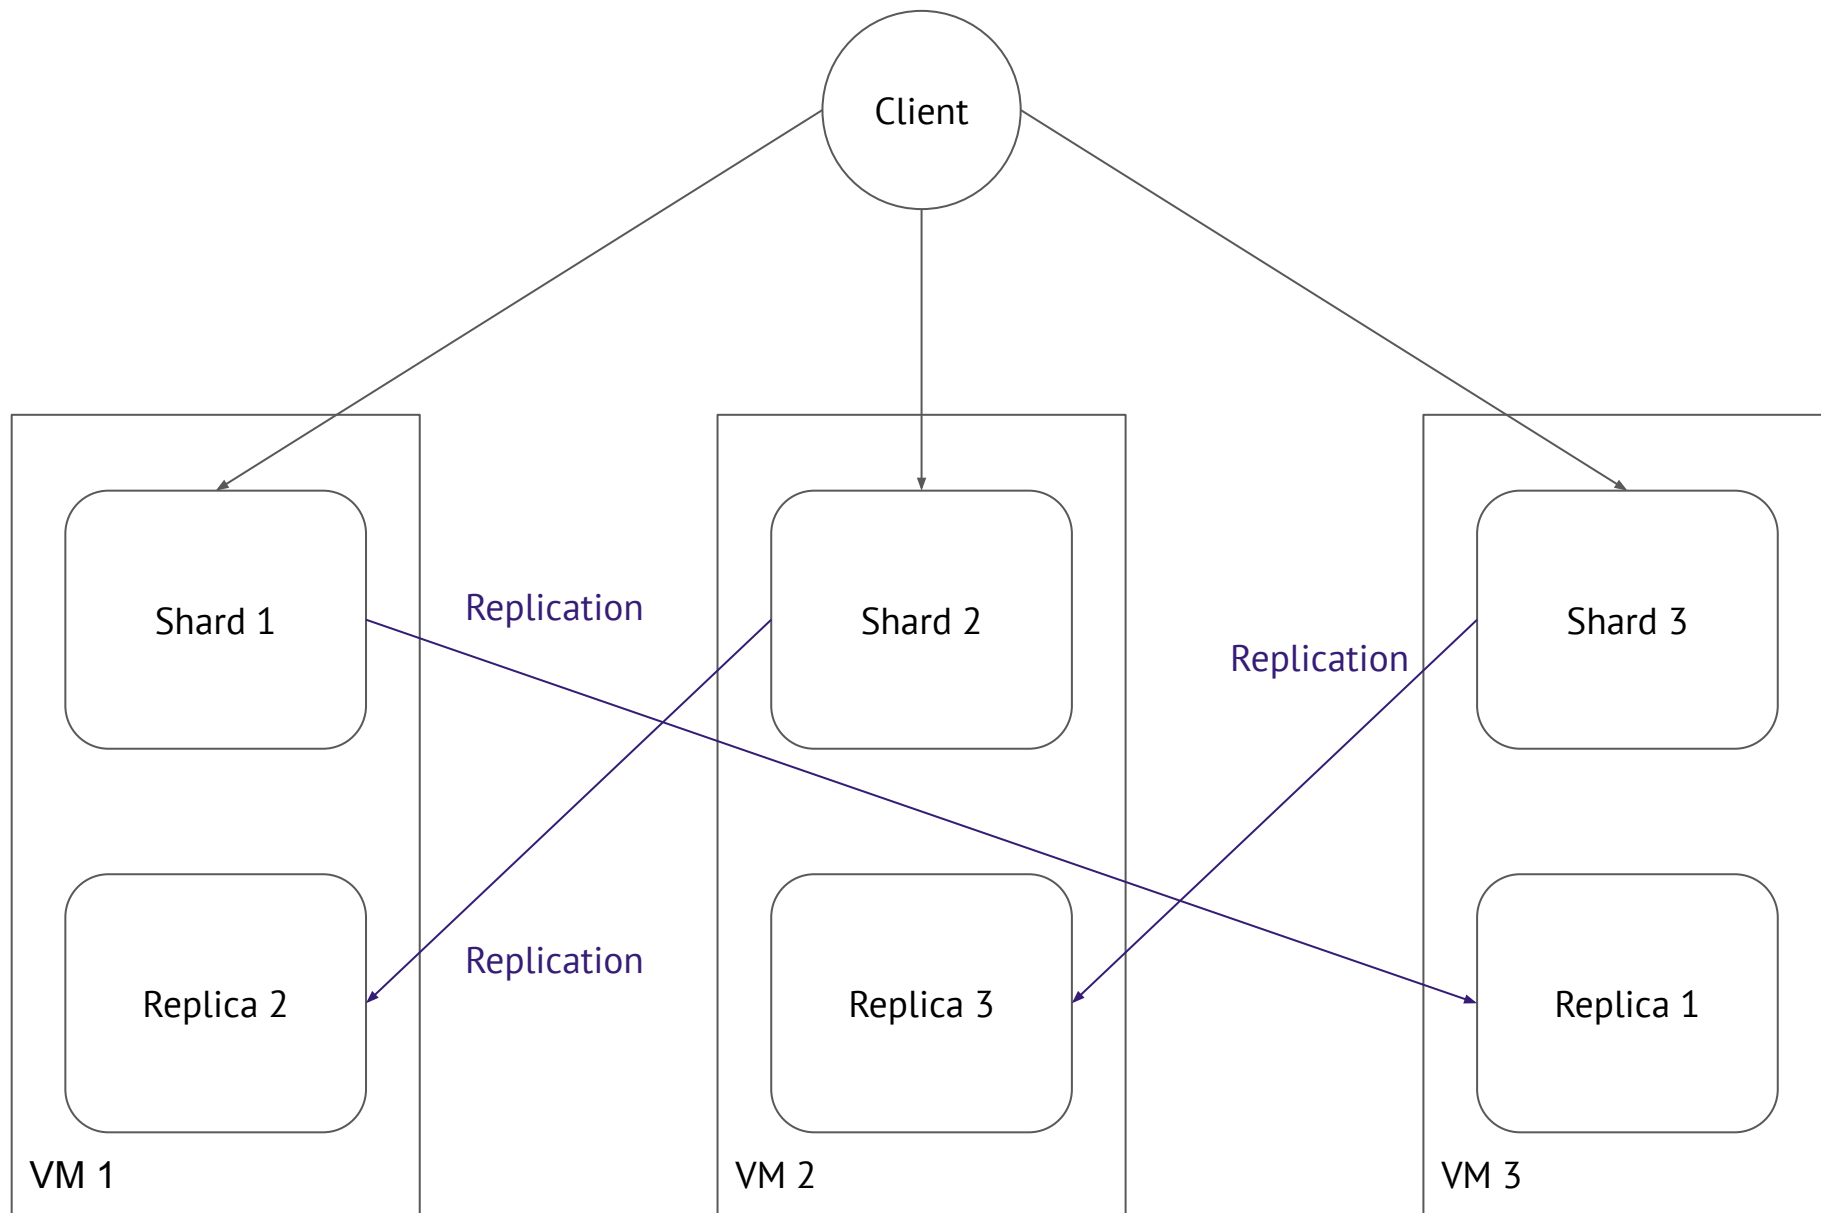 Client
Shard 1
Replication
Shard 2
Replication
Shard 3
Replica 2
Replication
Replica 3
Replica 1
VM 1
VM 2
VM 3